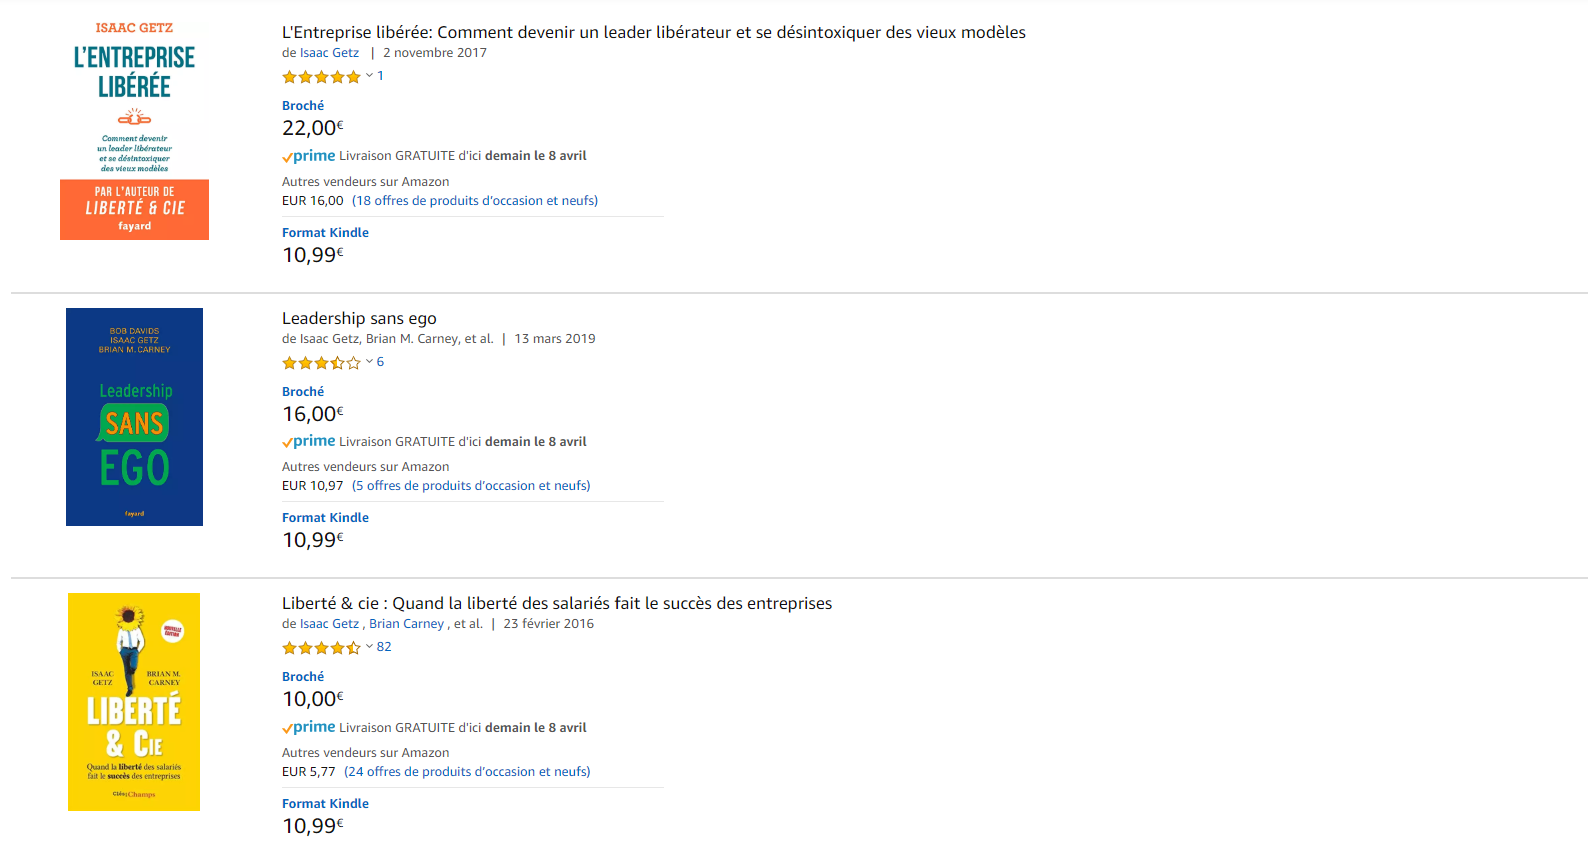 ISAAC GETZ
L'ENTREPRISE
LIBÉRÉE
Comment devenir
un leader libérateur
et se désintoxiquer
des vieux modèles
PAR L'AUTEUR DE
LIBERTÉ & CIE
fayard
L'Entreprise libérée: Comment devenir un leader libérateur et se désintoxiquer des vieux modèles
de Isaac Getz | 2 novembre 2017
1
Broché
22,00€
prime Livraison GRATUITE d'ici demain le 8 avril
Autres vendeurs sur Amazon
EUR 16,00 (18 offres de produits d'occasion et neufs)
Format Kindle
10,99€
BOB DAVIDS
ISAAC GETZ
BRIAN M. CARNEY
Leadership
SANS
EGO
fayard
Leadership sans ego
de Isaac Getz, Brian M. Carney, et al. | 13 mars 2019
6
Broché
16,00€
prime Livraison GRATUITE d'ici demain le 8 avril
Autres vendeurs sur Amazon
EUR 10,97 (5 offres de produits d'occasion et neufs)
Format Kindle
10,99€
NOUVELLE
ÉDITION
ISAAC
GETZ
BRIAN M.
CARNEY
LIBERTÉ
& CIE
Quand la liberté des salariés
fait le succès des entreprises
Clés|Champs
Liberté & cie : Quand la liberté des salariés fait le succès des entreprises
de Isaac Getz , Brian Carney , et al. | 23 février 2016
82
Broché
10,00€
prime Livraison GRATUITE d'ici demain le 8 avril
Autres vendeurs sur Amazon
EUR 5,77 (24 offres de produits d'occasion et neufs)
Format Kindle
10,99€